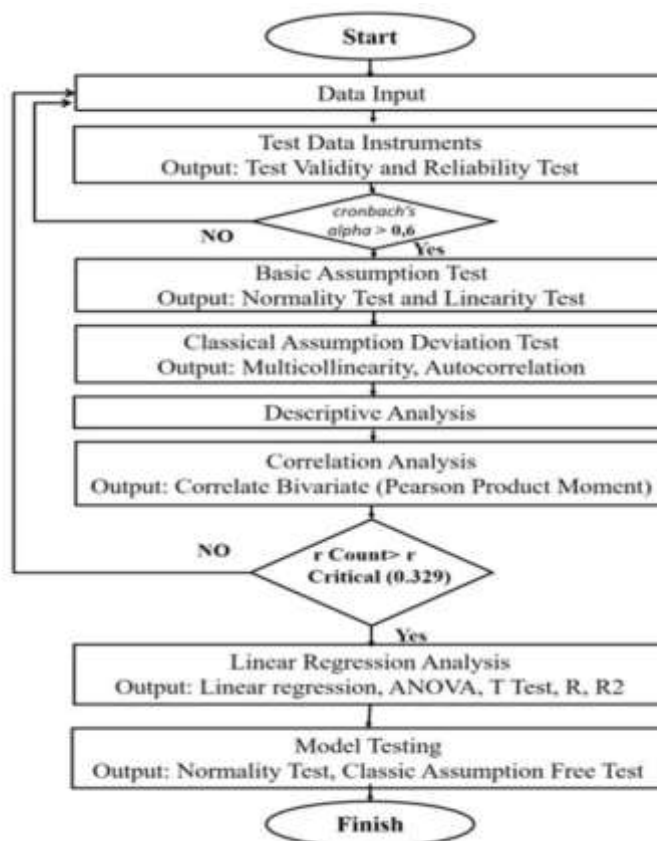 Start
Data Input
Test Data Instruments
Output: Test Validity and Reliability Test
cronbach's
alpha > 0,6
NO
Yes
Basic Assumption Test
Output: Normality Test and Linearity Test
Classical Assumption Deviation Test
Output: Multicollinearity, Autocorrelation
Descriptive Analysis
Correlation Analysis
Output: Correlate Bivariate (Pearson Product Moment)
NO
r Count> r
Critical (0.329)
Yes
Linear Regression Analysis
Output: Linear regression, ANOVA, T Test, R, R2
Model Testing
Output: Normality Test, Classic Assumption Free Test
Finish